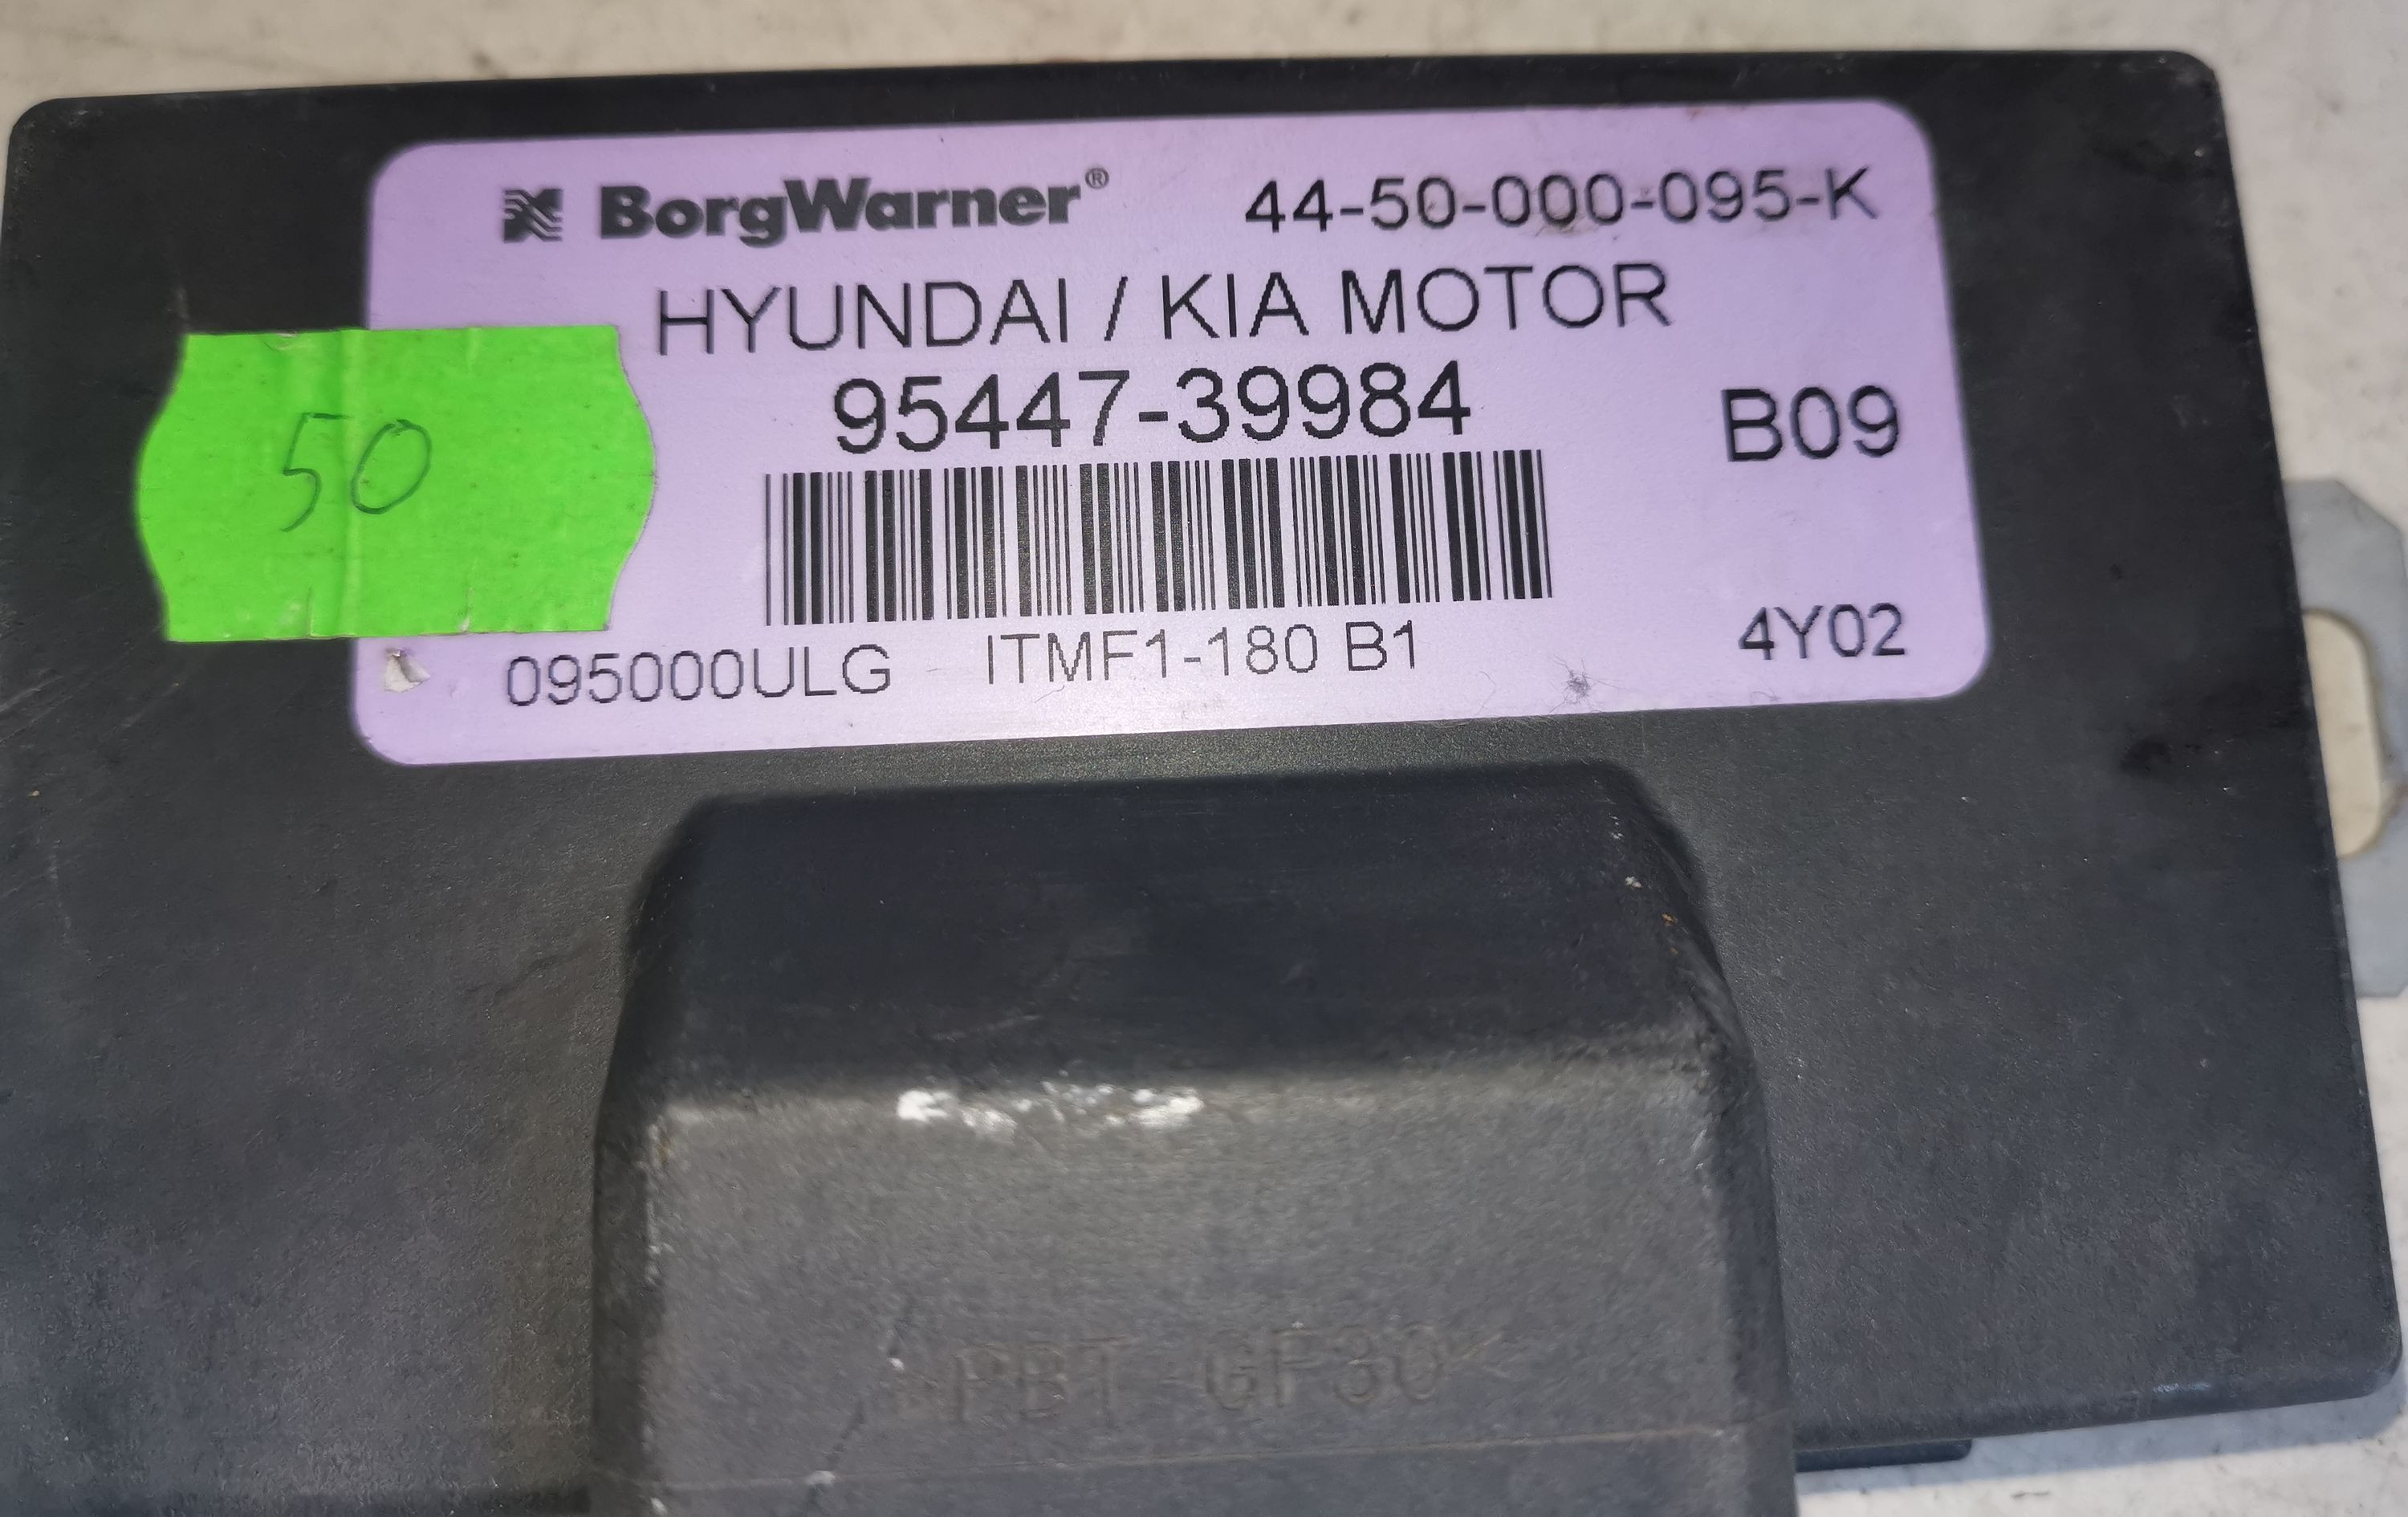 BorgWarner® 44-50-000-095-K
HYUNDAI / KIA MOTOR
95447-39984 B09
50
095000ULG ITMF1-180 B1 4Y02
PBT GF30